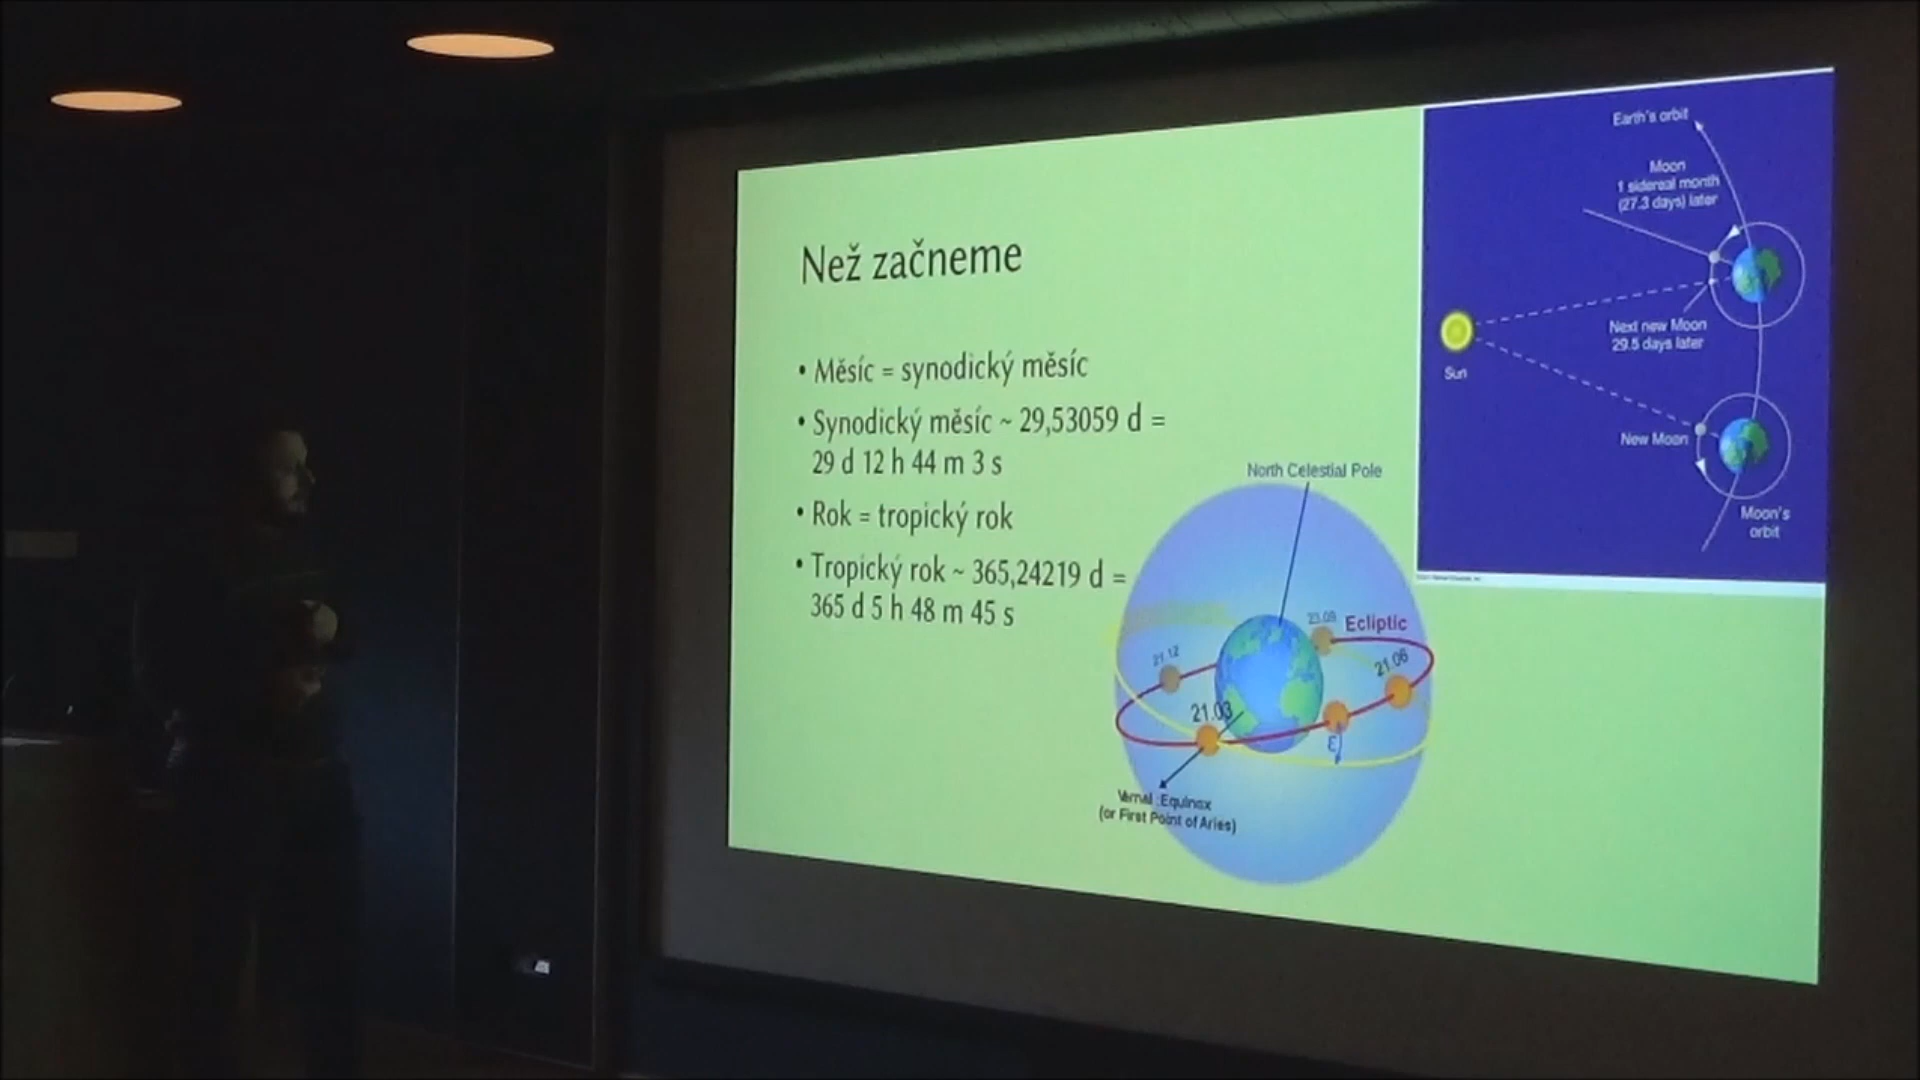 Než začneme
• Měsíc = synodický měsíc
• Synodický měsíc ~ 29,53059 d =
29 d 12 h 44 m 3 s
• Rok = tropický rok
• Tropický rok ~ 365,24219 d =
365 d 5 h 48 m 45 s
Earth's orbit
Moon
1 sidereal month
(27.3 days) later
Next new Moon
29.5 days later
Sun
New Moon
Moon's
orbit
North Celestial Pole
23.09
Ecliptic
21.12
21.06
21.03
ε
Vernal Equinox
(or First Point of Aries)